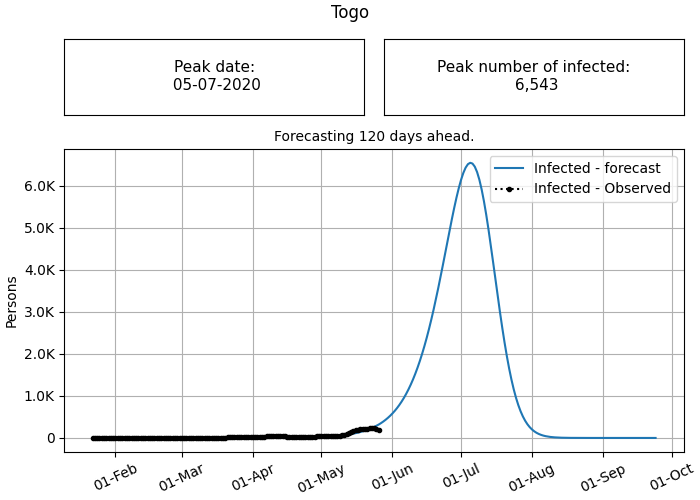 Togo
Peak date:
05-07-2020
Peak number of infected:
6,543
Forecasting 120 days ahead.
Infected - forecast
Infected - Observed
Persons
6.0K
5.0K
4.0K
3.0K
2.0K
1.0K
0
01-Feb
01-Mar
01-Apr
01-May
01-Jun
01-Jul
01-Aug
01-Sep
01-Oct